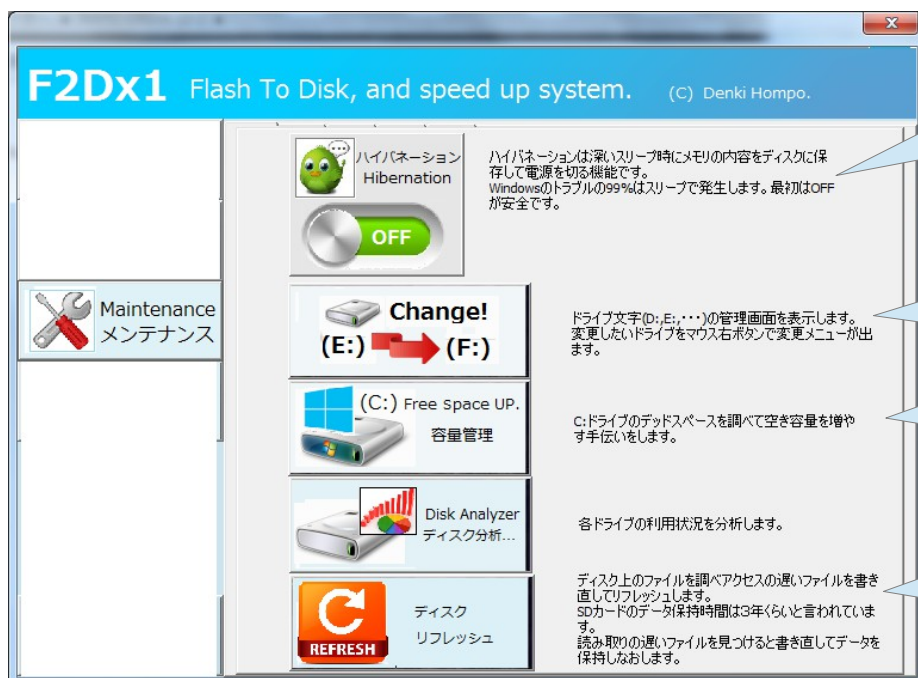 F2Dx1 Flash To Disk, and speed up system. (C) Denki Hompo.
ハイバネーション
Hibernation
OFF
ハイバネーションは深いスリープ時にメモリの内容をディスクに保
存して電源を切る機能です。
Windowsのトラブルの99%はスリープで発生します。最初はOFF
が安全です。
Maintenance
メンテナンス
Change!
(E:) (F:)
ドライブ文字(D:,E:,・・・)の管理画面を表示します。
変更したいドライブをマウス右ボタンで変更メニューが出
ます。
(C:) Free Space UP.
容量管理
C:ドライブのデッドスペースを調べて空き容量を増や
す手伝いをします。
Disk Analyzer
ディスク分析...
各ドライブの利用状況を分析します。
REFRESH
ディスク
リフレッシュ
ディスク上のファイルを調べアクセスの遅いファイルを書き
直してリフレッシュします。
SDカードのデータ保持時間は3年くらいと言われていま
す。
読み取りの遅いファイルを見つけると書き直してデータを
保持しなおします。